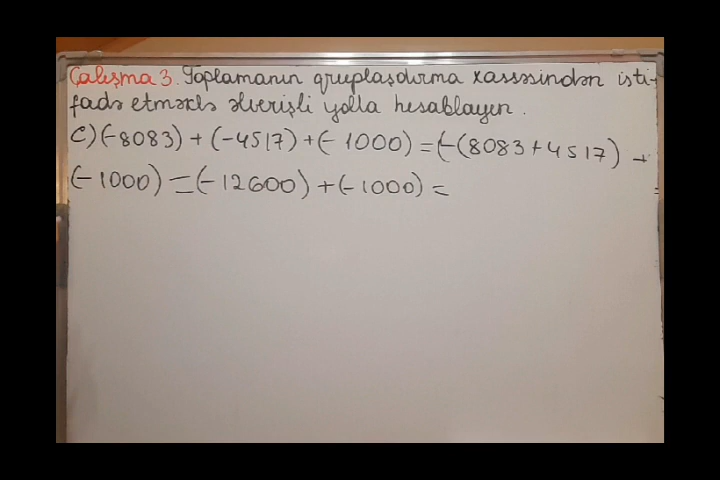 Çalışma 3. Toplamanın qruplaşdırma xassəsindən isti-
fadə etməklə əlverişli yolla hesablayın.
c) (-8083) + (-4517) + (- 1000) = (-(8083+4517) +
(- 1000) = (- 12600) + (-1000) =